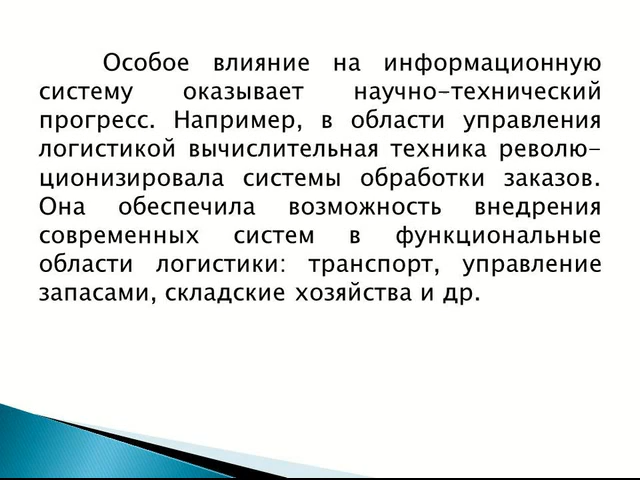 Особое влияние на информационную
систему оказывает научно-технический
прогресс. Например, в области управления
логистикой вычислительная техника револю-
ционизировала системы обработки заказов.
Она обеспечила возможность внедрения
современных систем в функциональные
области логистики: транспорт, управление
запасами, складские хозяйства и др.